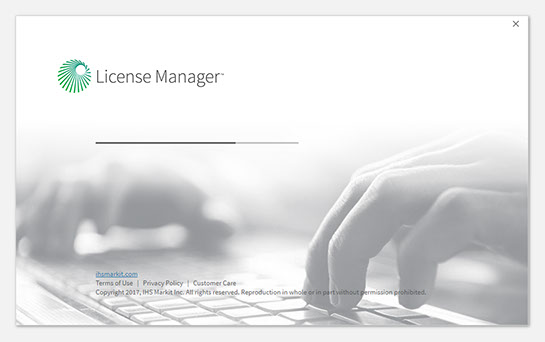 License Manager™
ihsmarkit.com
Terms of Use | Privacy Policy | Customer Care
Copyright 2017, IHS Markit Inc. All rights reserved. Reproduction in whole or in part without permission prohibited.